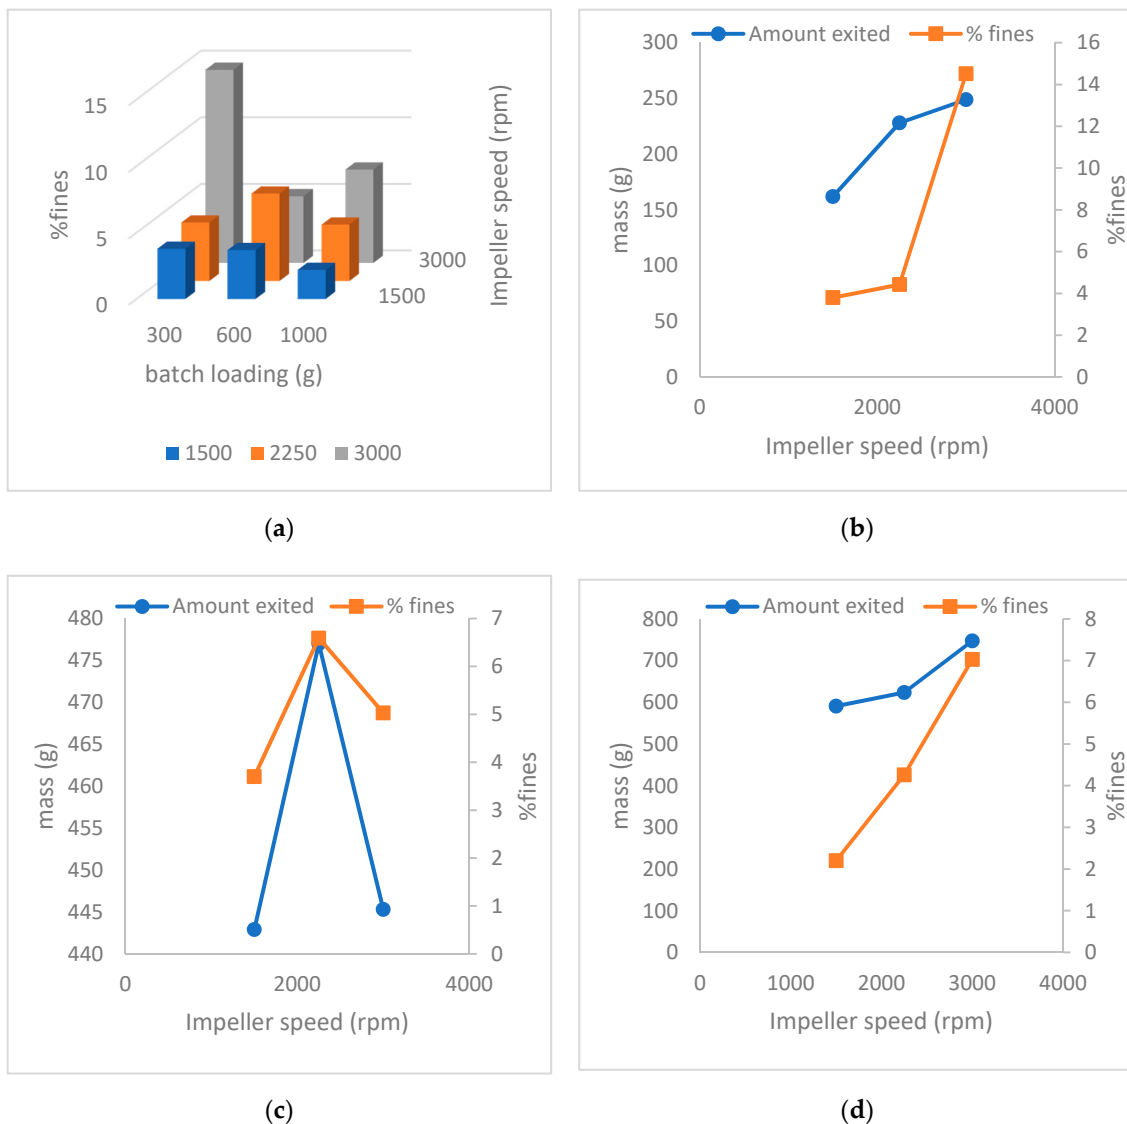 15
10
5
0
%fines
300 600 1000
batch loading (g)
3000
1500
Impeller speed (rpm)
1500 2250 3000
(a)
Amount exited % fines
300
250
200
150
100
50
0
mass (g)
16
14
12
10
8
6
4
2
0
%fines
0 2000 4000
Impeller speed (rpm)
(b)
Amount exited % fines
480
475
470
465
460
455
450
445
440
mass (g)
7
6
5
4
3
2
1
0
%fines
0 2000 4000
Impeller speed (rpm)
(c)
Amount exited % fines
800
700
600
500
400
300
200
100
0
mass (g)
8
7
6
5
4
3
2
1
0
%fines
0 1000 2000 3000 4000
Impeller speed (rpm)
(d)